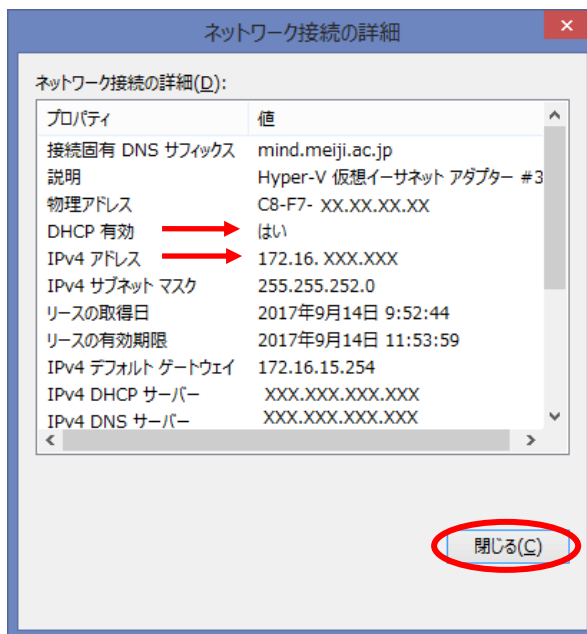 ネットワーク接続の詳細
ネットワーク接続の詳細(D):
プロパティ 値
接続固有 DNS サフィックス mind.meiji.ac.jp
説明 Hyper-V 仮想イーサネット アダプター #3
物理アドレス C8-F7- XX.XX.XX.XX
DHCP 有効 はい
IPv4 アドレス 172.16. XXX.XXX
IPv4 サブネット マスク 255.255.252.0
リースの取得日 2017年9月14日 9:52:44
リースの有効期限 2017年9月14日 11:53:59
IPv4 デフォルト ゲートウェイ 172.16.15.254
IPv4 DHCP サーバー XXX.XXX.XXX.XXX
IPv4 DNS サーバー XXX.XXX.XXX.XXX
閉じる(C)